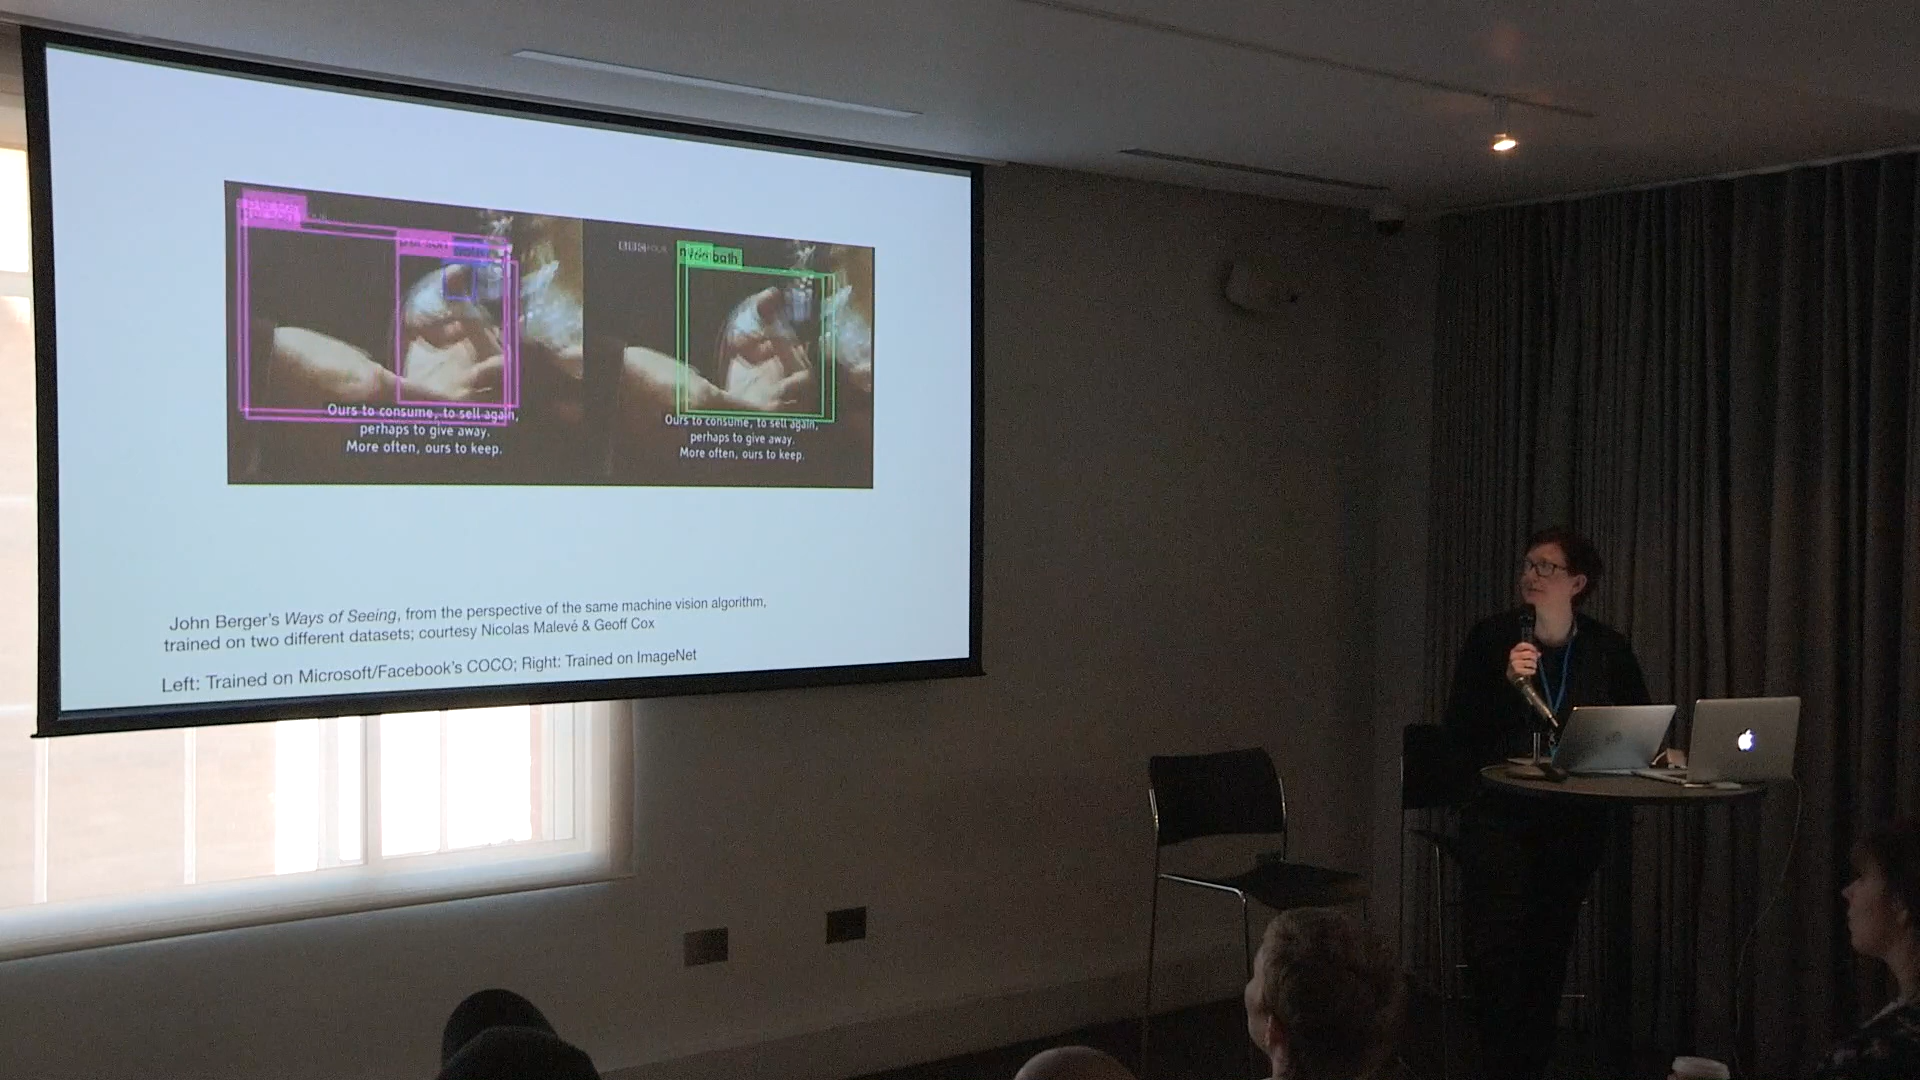 person
BBC FOUR
bath
Ours to consume, to sell again,
perhaps to give away.
More often, ours to keep.
Ours to consume, to sell again,
perhaps to give away.
More often, ours to keep.
John Berger's Ways of Seeing, from the perspective of the same machine vision algorithm,
trained on two different datasets; courtesy Nicolas Malevé & Geoff Cox
Left: Trained on Microsoft/Facebook's COCO; Right: Trained on ImageNet